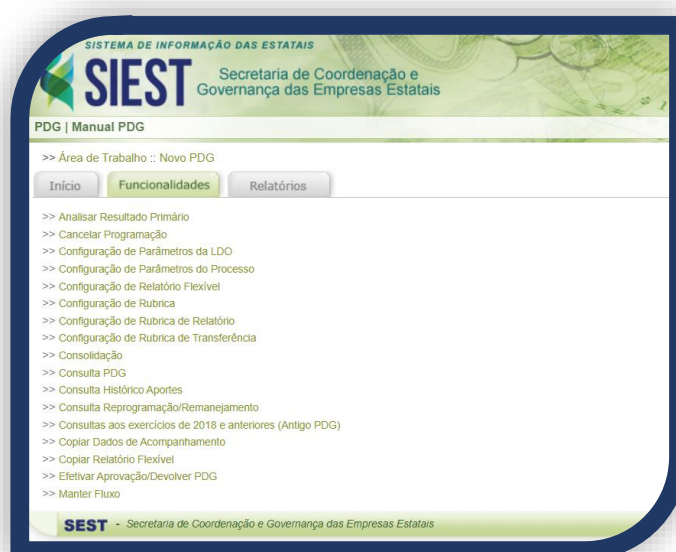 SISTEMA DE INFORMAÇÃO DAS ESTATAIS
SIEST
Secretaria de Coordenação e
Governança das Empresas Estatais
PDG | Manual PDG
>> Área de Trabalho :: Novo PDG
Início Funcionalidades Relatórios
>> Analisar Resultado Primário
>> Cancelar Programação
>> Configuração de Parâmetros da LDO
>> Configuração de Parâmetros do Processo
>> Configuração de Relatório Flexível
>> Configuração de Rubrica
>> Configuração de Rubrica de Relatório
>> Configuração de Rubrica de Transferência
>> Consolidação
>> Consulta PDG
>> Consulta Histórico Aportes
>> Consulta Reprogramação/Remanejamento
>> Consultas aos exercícios de 2018 e anteriores (Antigo PDG)
>> Copiar Dados de Acompanhamento
>> Copiar Relatório Flexível
>> Efetivar Aprovação/Devolver PDG
>> Manter Fluxo
SEST - Secretaria de Coordenação e Governança das Empresas Estatais